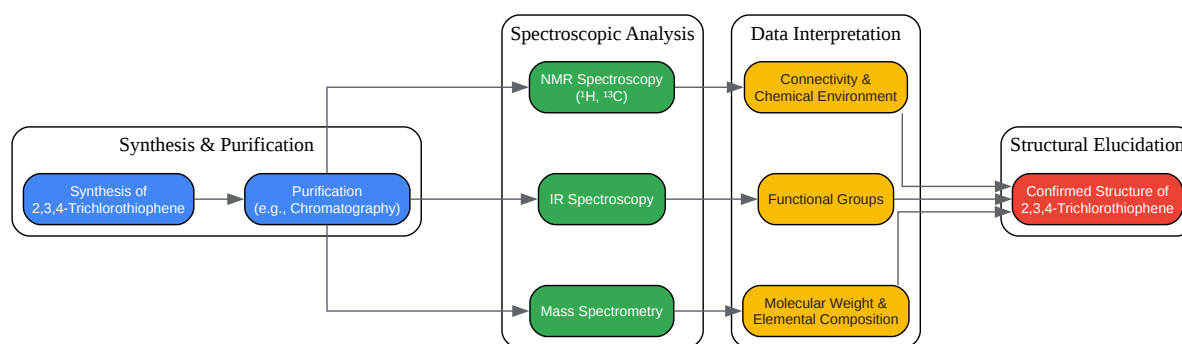 Spectroscopic Analysis
Data Interpretation
NMR Spectroscopy
(¹H, ¹³C)
Connectivity &
Chemical Environment
Synthesis & Purification
Structural Elucidation
Synthesis of
2,3,4-Trichlorothiophene
Purification
(e.g., Chromatography)
IR Spectroscopy
Functional Groups
Confirmed Structure of
2,3,4-Trichlorothiophene
Mass Spectrometry
Molecular Weight &
Elemental Composition